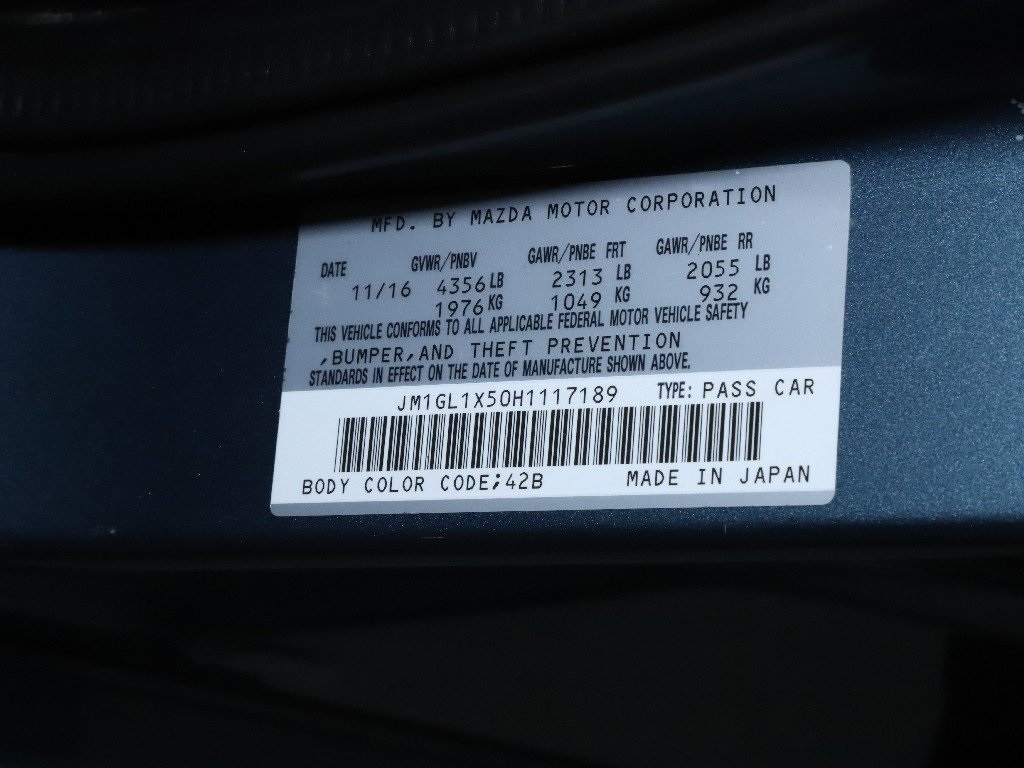 MFD. BY MAZDA MOTOR CORPORATION
DATE GVWR/PNBV GAWR/PNBE FRT GAWR/PNBE RR
11/16 4356 LB 2313 LB 2055 LB
1976 KG 1049 KG 932 KG
THIS VEHICLE CONFORMS TO ALL APPLICABLE FEDERAL MOTOR VEHICLE SAFETY
,BUMPER,AND THEFT PREVENTION
STANDARDS IN EFFECT ON THE DATE OF MANUFACTURE SHOWN ABOVE.
JM1GL1X50H1117189 TYPE: PASS CAR
BODY COLOR CODE;42B MADE IN JAPAN